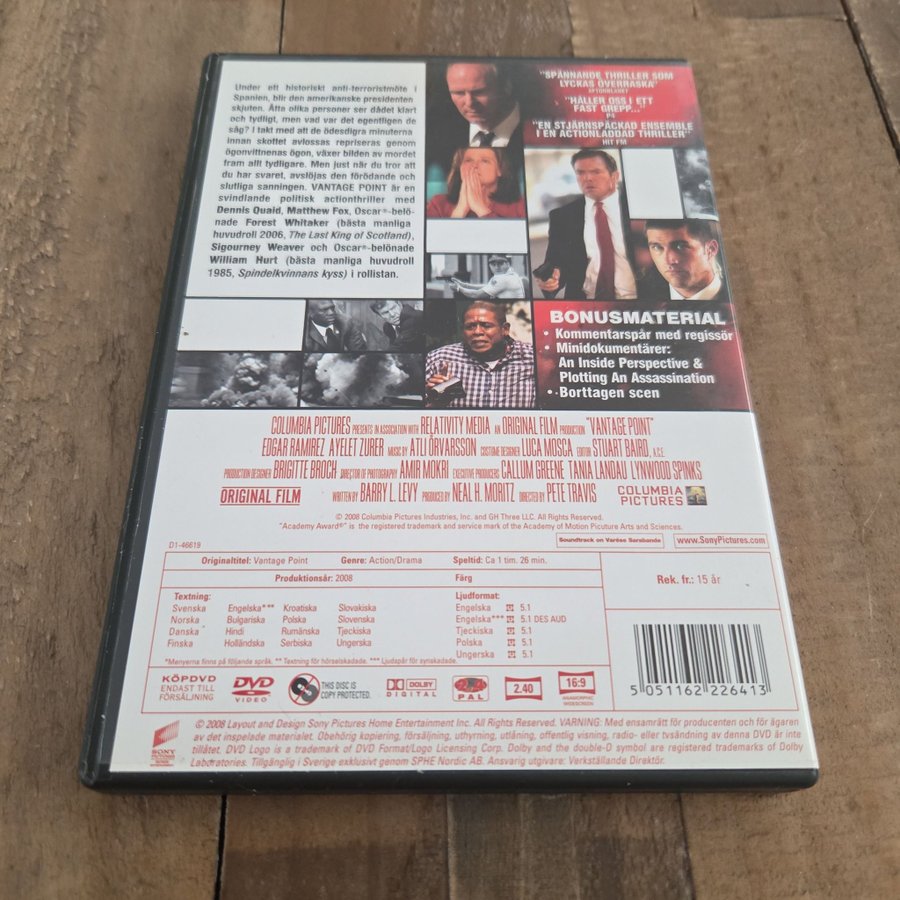 Under ett historiskt anti-terroristmöte i
Spanien, blir den amerikanske presidenten
skjuten. Åtta olika personer ser dådet klart
och tydligt, men vad var det egentligen de
såg? I takt med att de ödesdigra minuterna
innan skottet avlossas repriseras genom
ögonvittnenas ögon, växer bilden av mordet
fram allt tydligare. Men just när du tror att
du har svaret, avslöjas den förödande och
slutliga sanningen. VANTAGE POINT är en
svindlande politisk actionthriller med
Dennis Quaid, Matthew Fox, Oscar®-belö-
nade Forest Whitaker (bästa manliga
huvudroll 2006, The Last King of Scotland),
Sigourney Weaver och Oscar®-belönade
William Hurt (bästa manliga huvudroll
1985, Spindelkvinnans kyss) i rollistan.
"SPÄNNANDE THRILLER SOM
LYCKAS ÖVERRASKA"
AFTONBLADET
"HÅLLER OSS I ETT
FAST GREPP..."
P4
"EN STJÄRNSPÄCKAD ENSEMBLE
I EN ACTIONLADDAD THRILLER"
HIT FM
BONUSMATERIAL
• Kommentarspår med regissör
• Minidokumentärer:
An Inside Perspective &
Plotting An Assassination
• Borttagen scen
COLUMBIA PICTURES PRESENTS IN ASSOCIATION WITH RELATIVITY MEDIA AN ORIGINAL FILM PRODUCTION "VANTAGE POINT"
EDGAR RAMIREZ AYELET ZURER MUSIC BY ATLI ÖRVARSSON COSTUME DESIGNER LUCA MOSCA EDITOR STUART BAIRD, A.C.E.
PRODUCTION DESIGNER BRIGITTE BROCH DIRECTOR OF PHOTOGRAPHY AMIR MOKRI EXECUTIVE PRODUCERS CALLUM GREENE TANIA LANDAU LYNWOOD SPINKS
ORIGINAL FILM WRITTEN BY BARRY L. LEVY PRODUCED BY NEAL H. MORITZ DIRECTED BY PETE TRAVIS COLUMBIA
PICTURES
© 2008 Columbia Pictures Industries, Inc. and GH Three LLC. All Rights Reserved.
"Academy Award®" is the registered trademark and service mark of the Academy of Motion Picuture Arts and Sciences.
D1-46619
Soundtrack on Varèse Sarabande
www.SonyPictures.com
Originaltitel: Vantage Point Genre: Action/Drama Speltid: Ca 1 tim. 26 min.
Produktionsår: 2008 Färg
Rek. fr.: 15 år
Textning:
Svenska Engelska*** Kroatiska Slovakiska
Norska Bulgariska Polska Slovenska
Danska Hindi Rumänska Tjeckiska
Finska Holländska Serbiska Ungerska
Ljudformat:
Engelska 5.1
Engelska*** 5.1 DES AUD
Tjeckiska 5.1
Polska 5.1
Ungerska 5.1
*Menyerna finns på följande språk. ** Textning för hörselskadade. *** Ljudspår för synskadade.
KÖPDVD
ENDAST TILL
FÖRSÄLJNING
DVD
VIDEO
THIS DISC IS
COPY PROTECTED.
DOLBY
DIGITAL
PAL
2.40
16:9
ANAMORPHIC
WIDESCREEN
5 051162 226413
SONY
© 2008 Layout and Design Sony Pictures Home Entertainment Inc. All Rights Reserved. VARNING: Med ensamrätt för producenten och för ägaren
av det inspelade materialet. Obehörig kopiering, försäljning, uthyrning, utlåning, offentlig visning, radio- eller tvsändning av denna DVD är inte
tillåtet. DVD Logo is a trademark of DVD Format/Logo Licensing Corp. Dolby and the double-D symbol are registered trademarks of Dolby
Laboratories. Tillgänglig i Sverige exklusivt genom SPHE Nordic AB. Ansvarig utgivare: Verkställande Direktör.